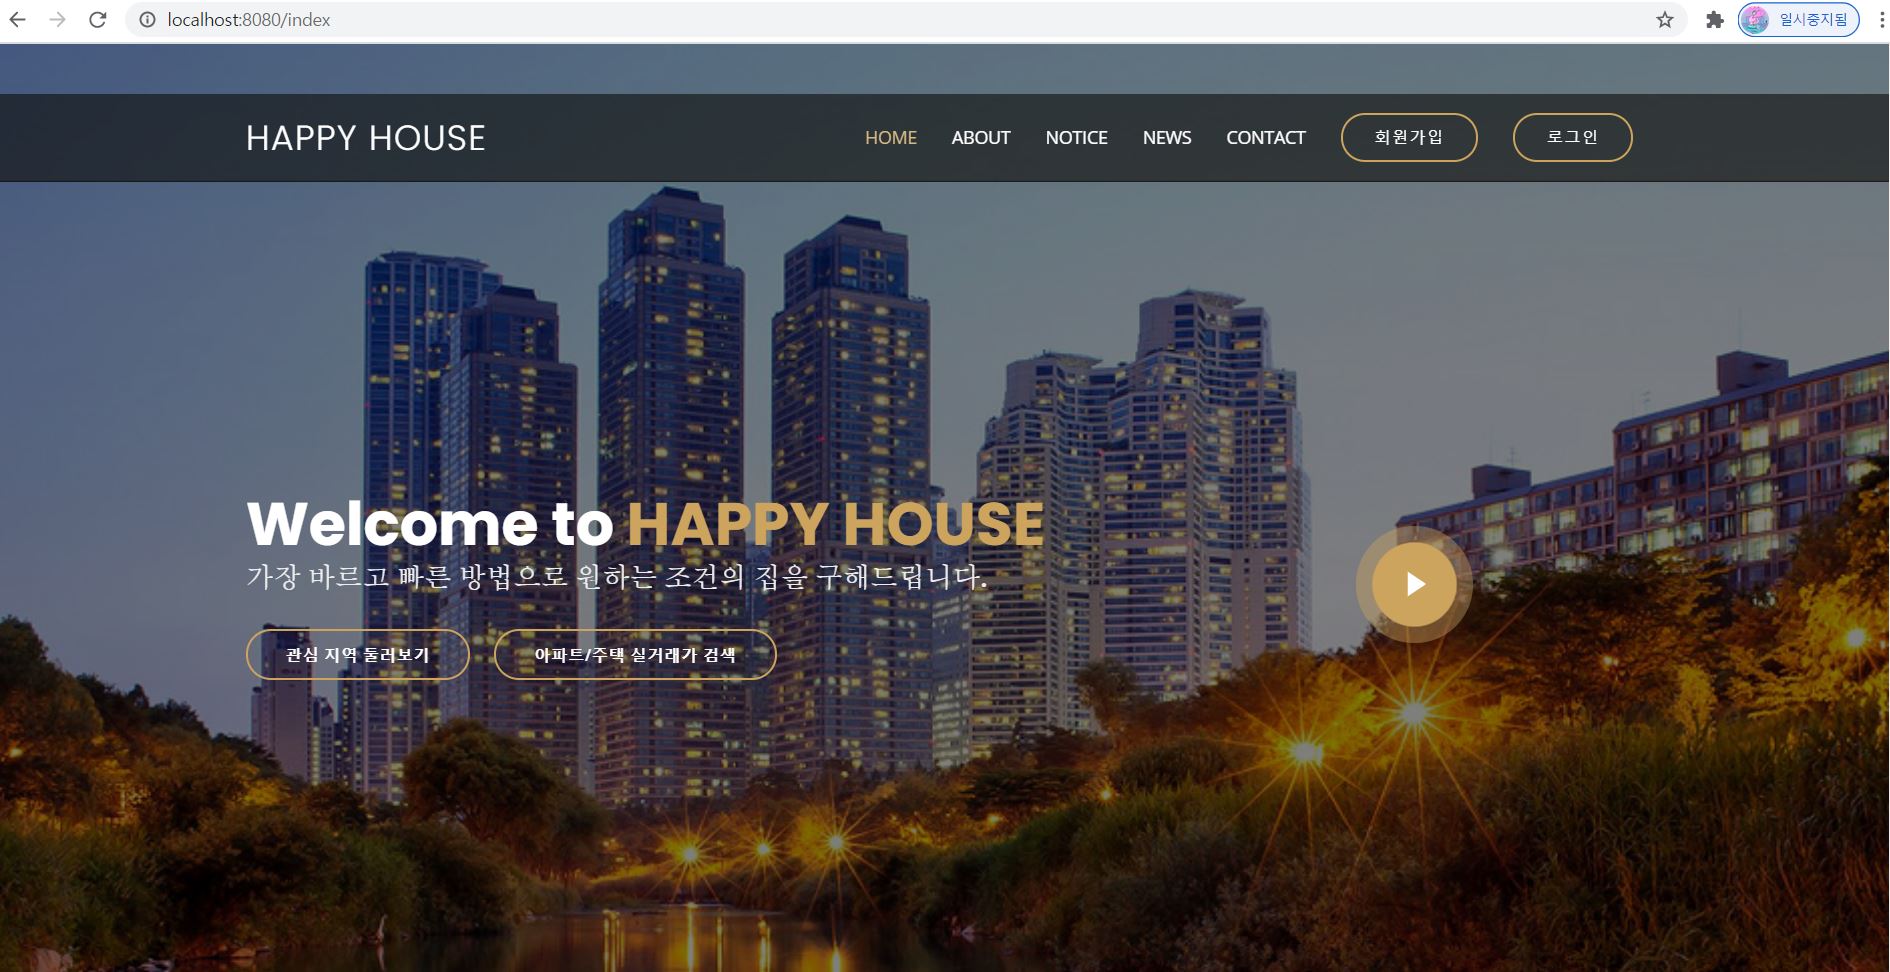 localhost:8080/index
일시중지됨
HAPPY HOUSE
HOME ABOUT NOTICE NEWS CONTACT 회원가입 로그인
Welcome to HAPPY HOUSE
가장 바르고 빠른 방법으로 원하는 조건의 집을 구해드립니다.
관심 지역 둘러보기 아파트/주택 실거래가 검색